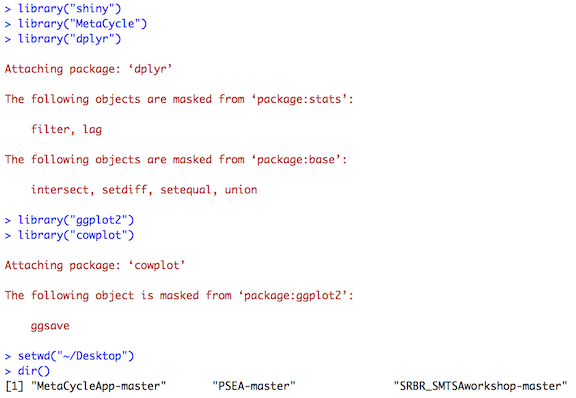 > library("shiny")
> library("MetaCycle")
> library("dplyr")
Attaching package: ‘dplyr’
The following objects are masked from ‘package:stats’:
filter, lag
The following objects are masked from ‘package:base’:
intersect, setdiff, setequal, union
> library("ggplot2")
> library("cowplot")
Attaching package: ‘cowplot’
The following object is masked from ‘package:ggplot2’:
ggsave
> setwd("~/Desktop")
> dir()
[1] "MetaCycleApp-master" "PSEA-master" "SRBR_SMTSAworkshop-master"